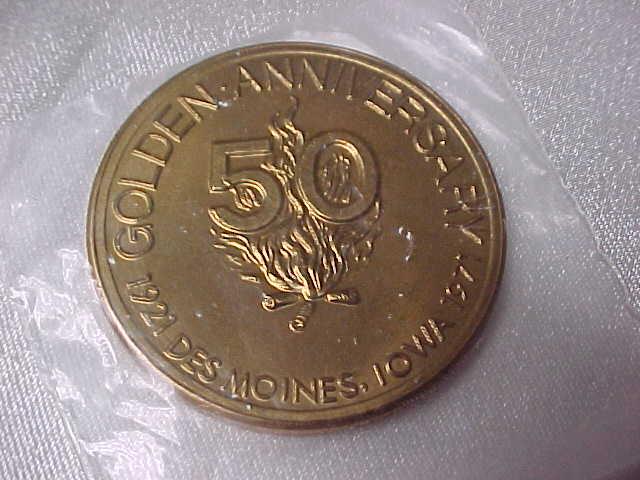 GOLDEN·ANNIVERSARY
50
1921 DES MOINES, IOWA 1971